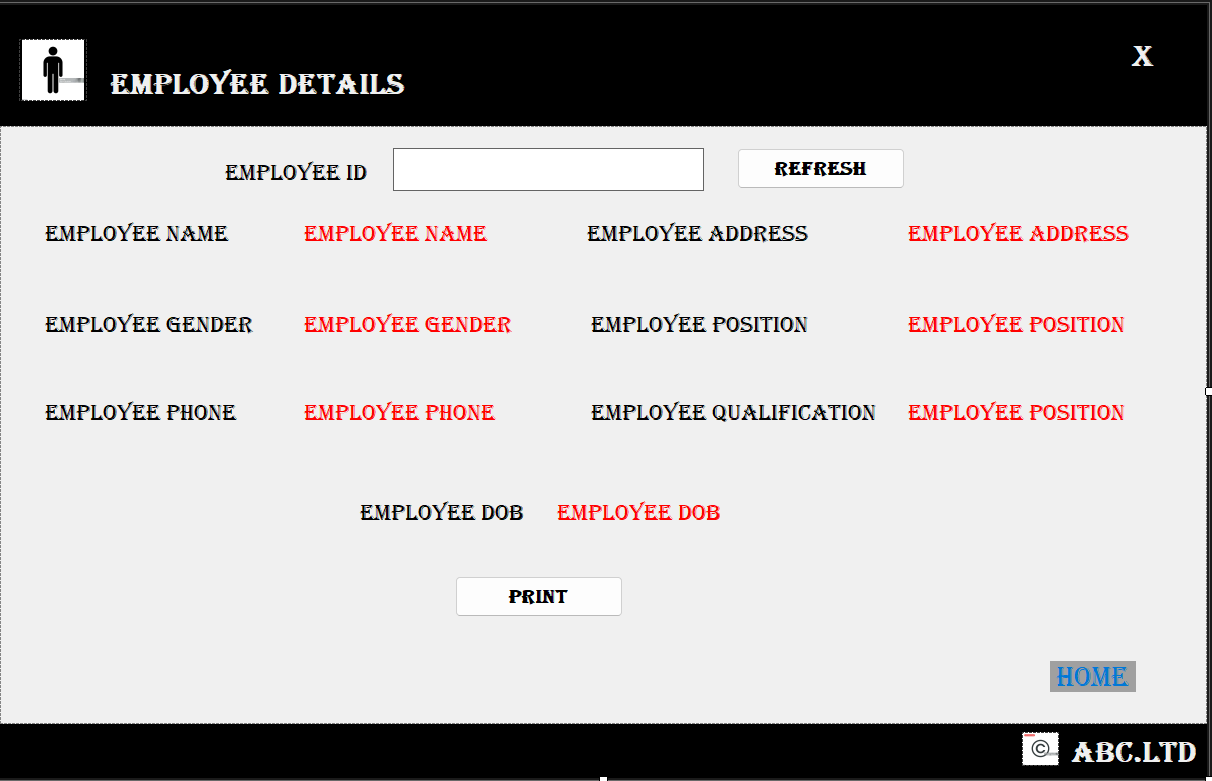 X
EMPLOYEE DETAILS
EMPLOYEE ID REFRESH
EMPLOYEE NAME EMPLOYEE NAME EMPLOYEE ADDRESS EMPLOYEE ADDRESS
EMPLOYEE GENDER EMPLOYEE GENDER EMPLOYEE POSITION EMPLOYEE POSITION
EMPLOYEE PHONE EMPLOYEE PHONE EMPLOYEE QUALIFICATION EMPLOYEE POSITION
EMPLOYEE DOB EMPLOYEE DOB
PRINT
HOME
© ABC.LTD